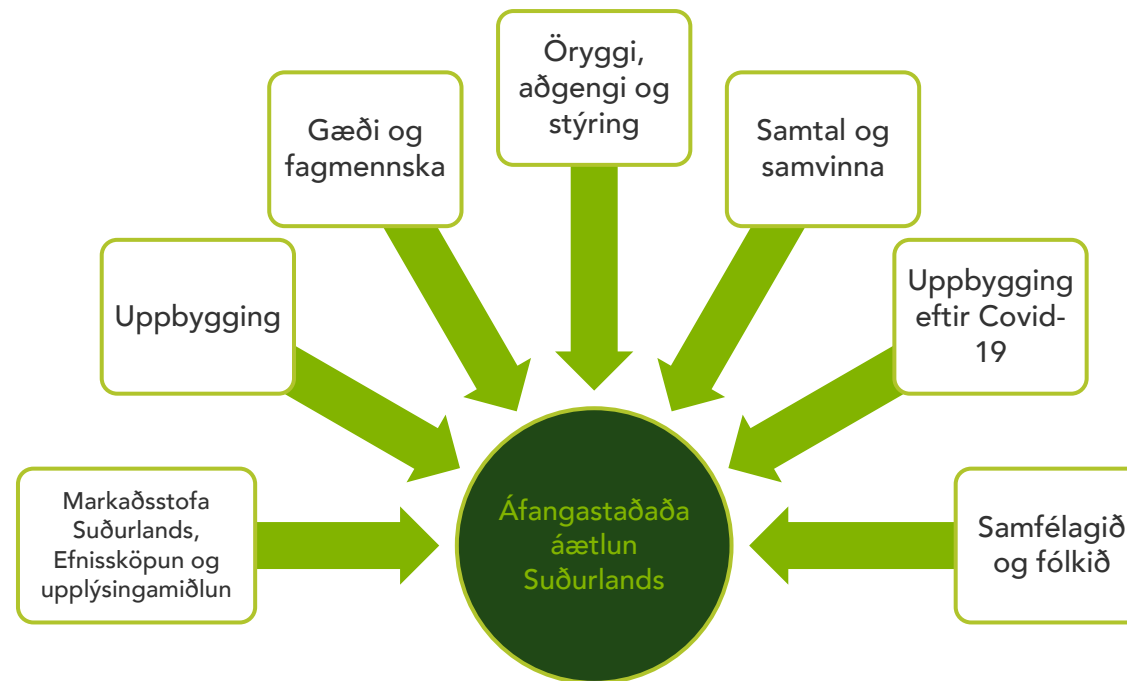 Öryggi,
aðgengi og
stýring
Gæði og
fagmennska
Samtal og
samvinna
Uppbygging
Uppbygging
eftir Covid-
19
Markaðsstofa
Suðurlands,
Efnissköpun og
upplýsingamiðlun
Áfangastaðaða
áætlun
Suðurlands
Samfélagið
og fólkið